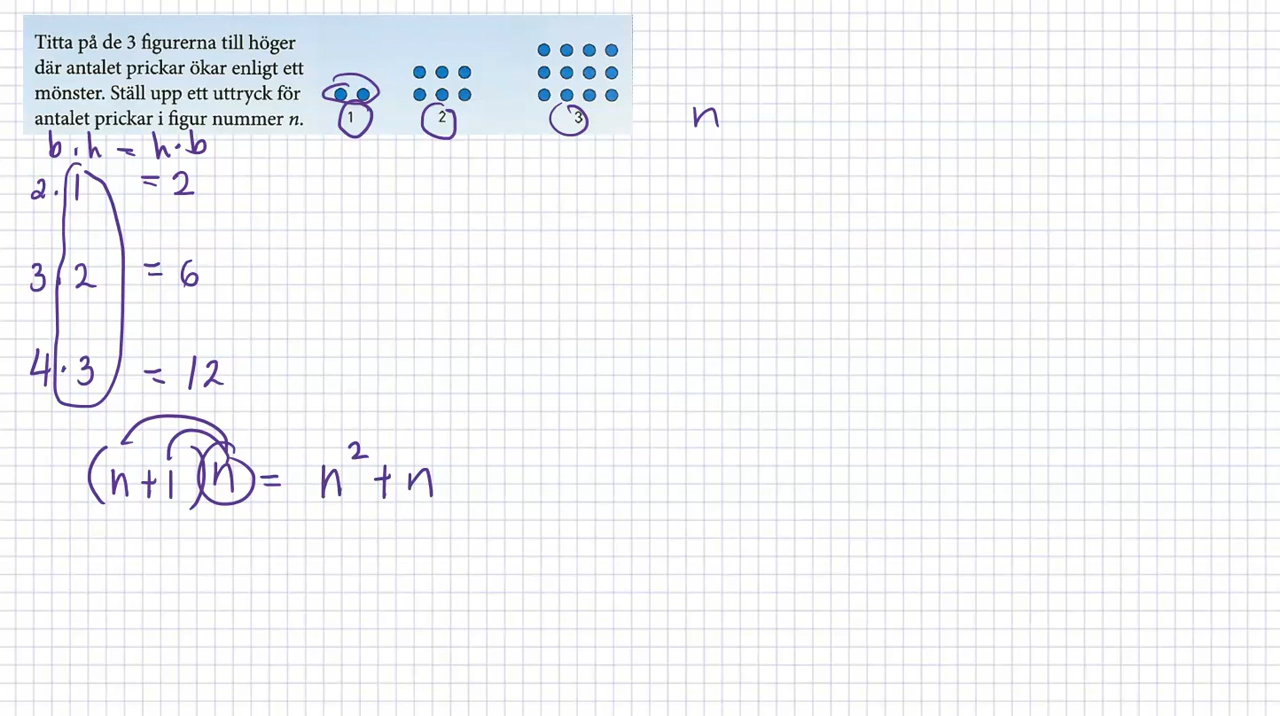 Titta på de 3 figurerna till höger
där antalet prickar ökar enligt ett
mönster. Ställ upp ett uttryck för
antalet prickar i figur nummer n.
1 2 3
n
b·h = h·b
2·1 = 2
3·2 = 6
4·3 = 12
(n+1)n = n²+n